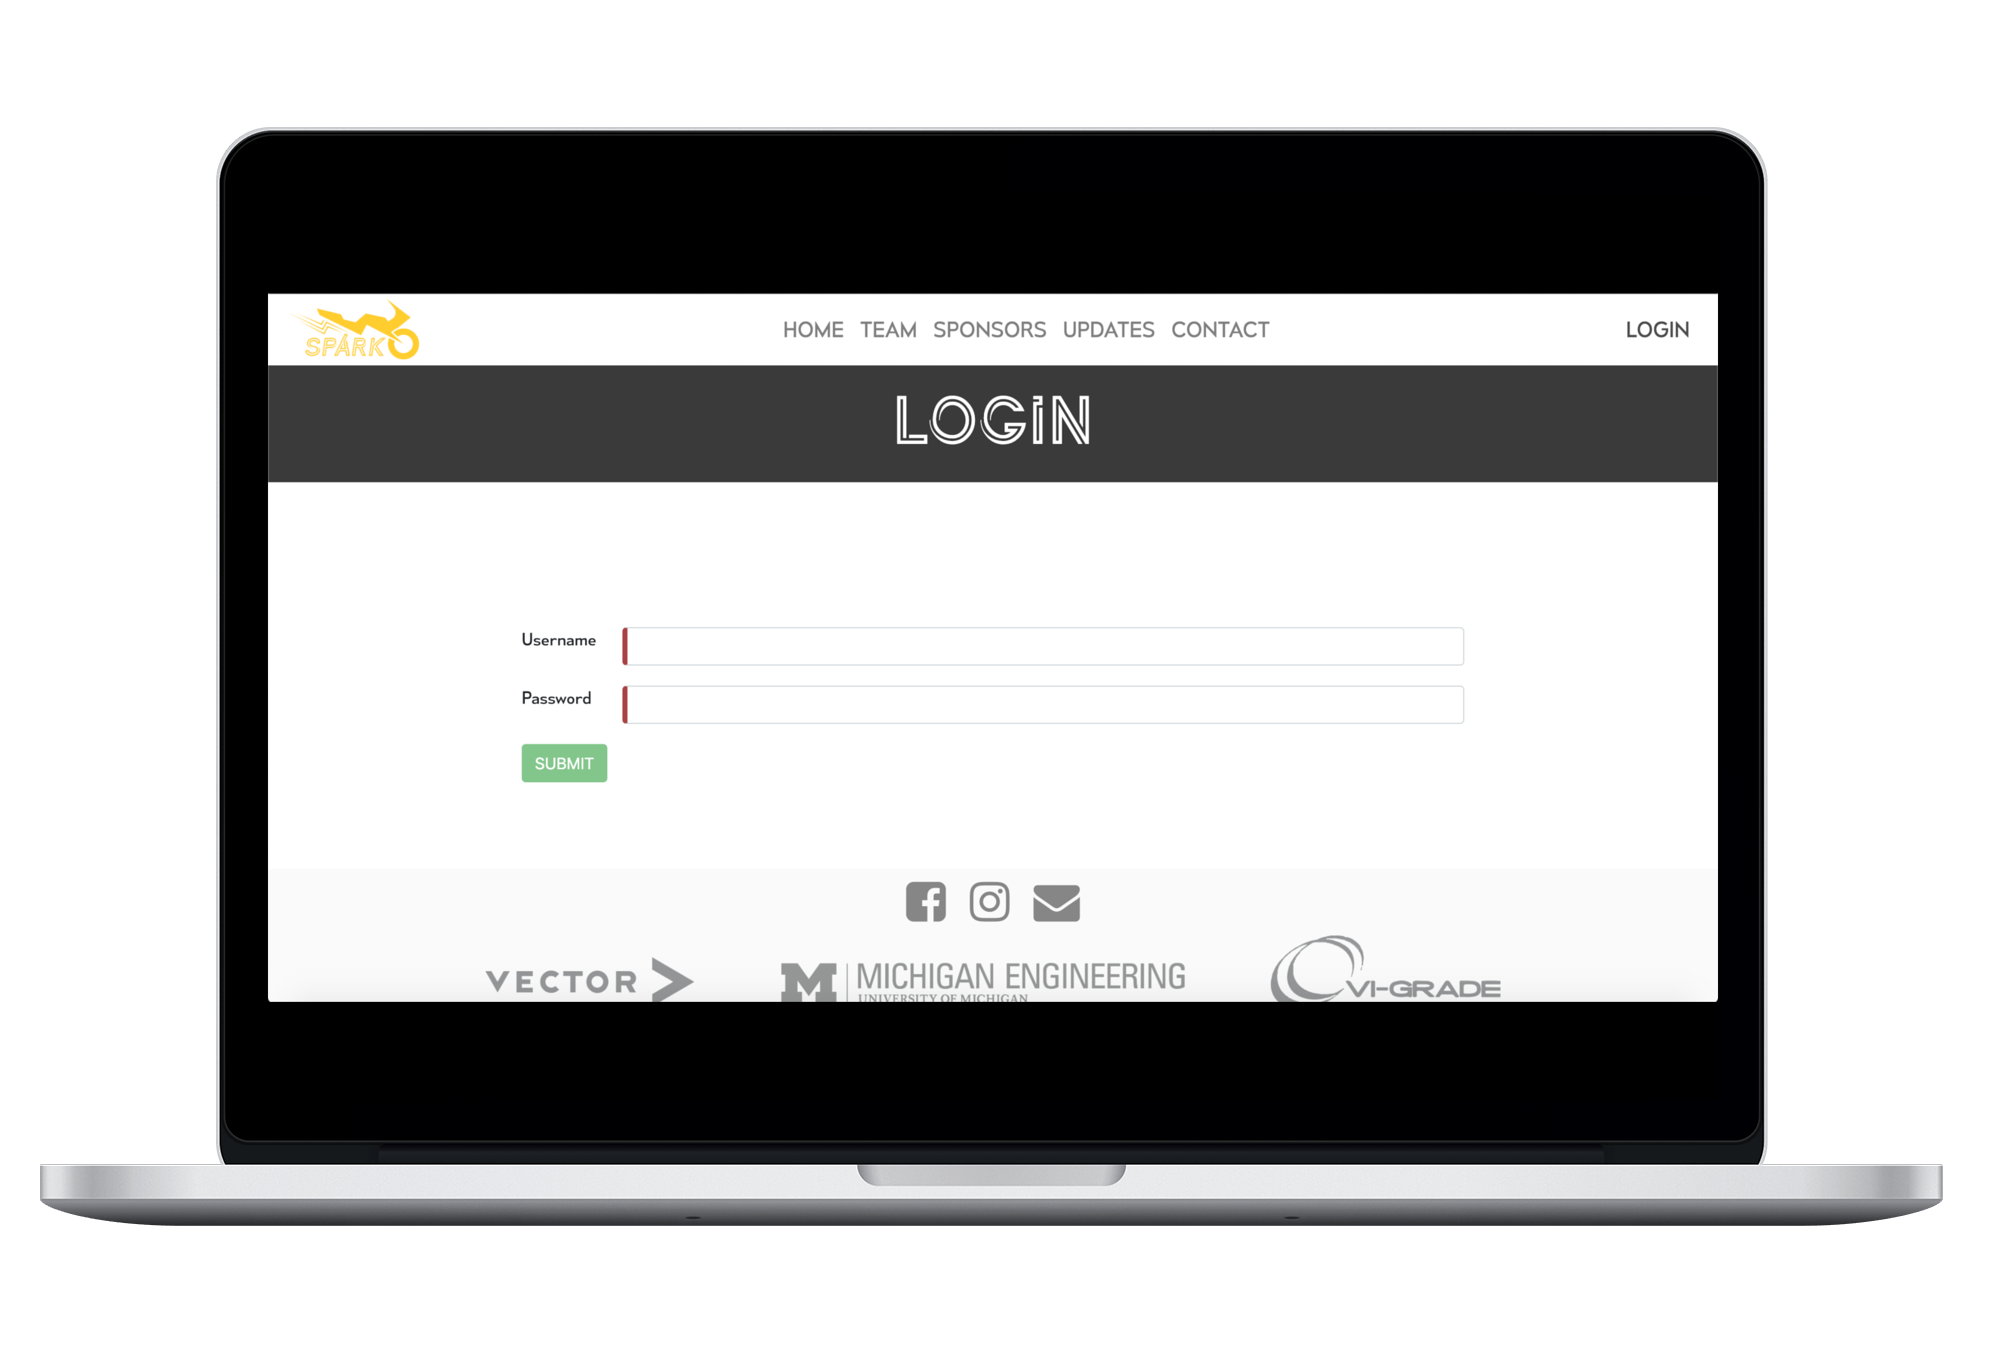 SPARK
HOME TEAM SPONSORS UPDATES CONTACT
LOGIN
LOGIN
Username
Password
SUBMIT
VECTOR
M MICHIGAN ENGINEERING
UNIVERSITY OF MICHIGAN
VI-GRADE